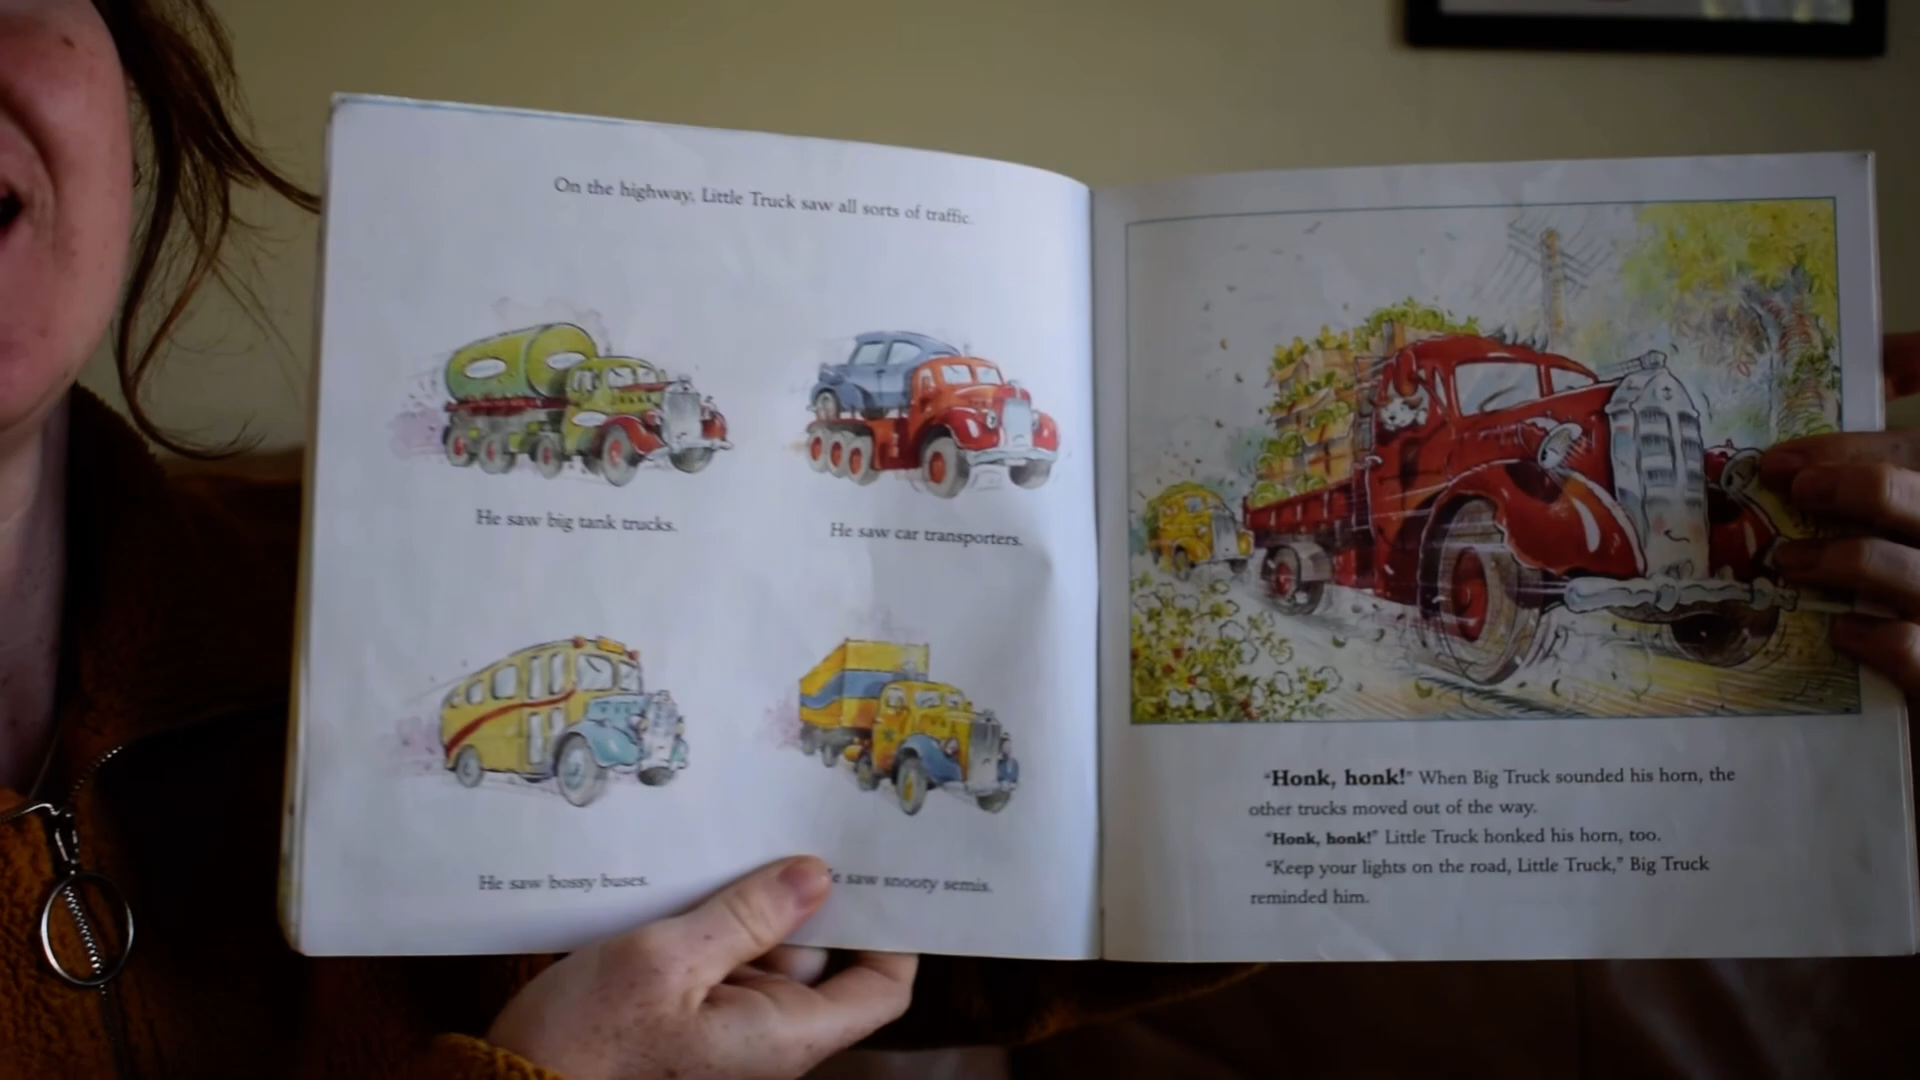 On the highway, Little Truck saw all sorts of traffic.
He saw big tank trucks.
He saw car transporters.
He saw bossy buses.
He saw snooty semis.
“Honk, honk!” When Big Truck sounded his horn, the
other trucks moved out of the way.
“Honk, honk!” Little Truck honked his horn, too.
“Keep your lights on the road, Little Truck,” Big Truck
reminded him.